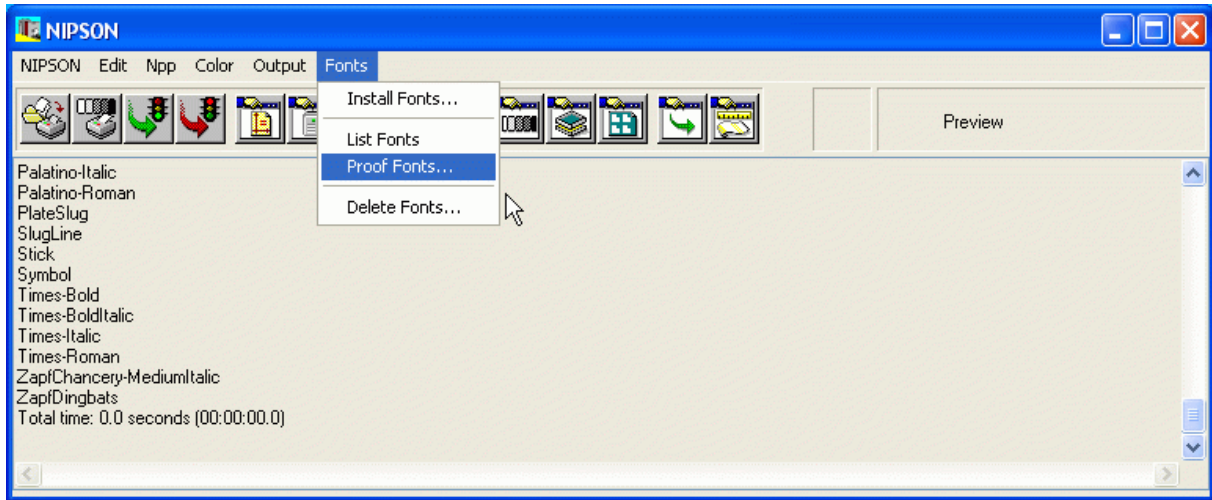 NIPSON
NIPSON Edit Npp Color Output Fonts
Install Fonts...
List Fonts
Proof Fonts...
Delete Fonts...
Preview
Palatino-Italic
Palatino-Roman
PlateSlug
SlugLine
Stick
Symbol
Times-Bold
Times-BoldItalic
Times-Italic
Times-Roman
ZapfChancery-MediumItalic
ZapfDingbats
Total time: 0.0 seconds (00:00:00.0)